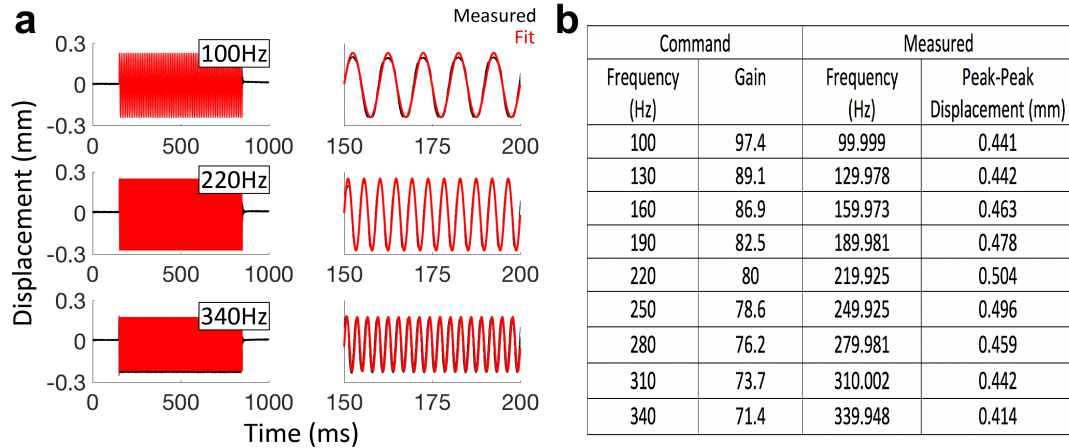 a
Measured
Fit
Displacement (mm)
0.3
0
-0.3
100Hz
0 500 1000
150 175 200
0.3
0
-0.3
220Hz
0 500 1000
150 175 200
0.3
0
-0.3
340Hz
0 500 1000
150 175 200
Time (ms)
b
Command Measured
Frequency (Hz) Gain Frequency (Hz) Peak-Peak Displacement (mm)
100 97.4 99.999 0.441
130 89.1 129.978 0.442
160 86.9 159.973 0.463
190 82.5 189.981 0.478
220 80 219.925 0.504
250 78.6 249.925 0.496
280 76.2 279.981 0.459
310 73.7 310.002 0.442
340 71.4 339.948 0.414